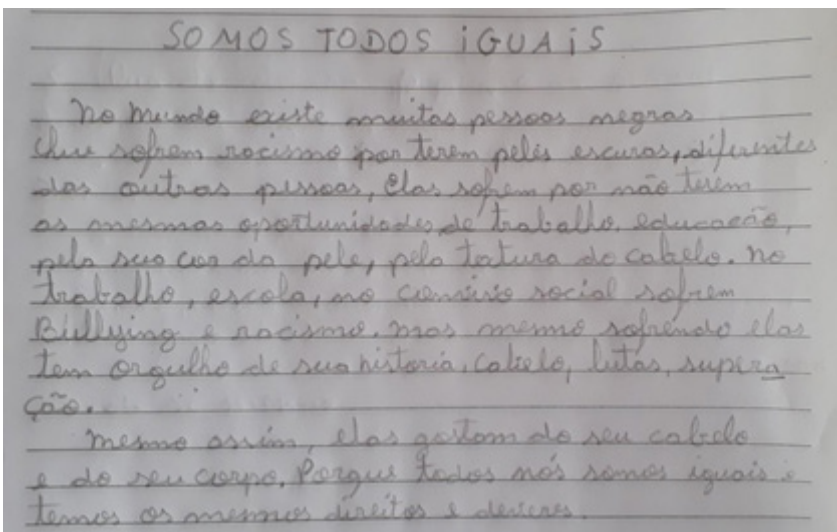 SOMOS TODOS iGUAiS
No mundo existe muitas pessoas negras
que sofrem racismo por terem peles escuras, diferentes
das outras pessoas, elas sofrem por não terem
as mesmas oportunidades, de trabalho, educação,
pela sua cor da pele, pela textura do cabelo. No
trabalho, escola, no convívio social sofrem
Bullying e racismo. mas mesmo sofrendo elas
tem orgulho de sua historia, cabelo, lutas, supera
ção.
Mesmo assim, elas gostam do seu cabelo
e do seu corpo. Porque todos nós somos iguais e
temos os mesmos direitos e deveres.